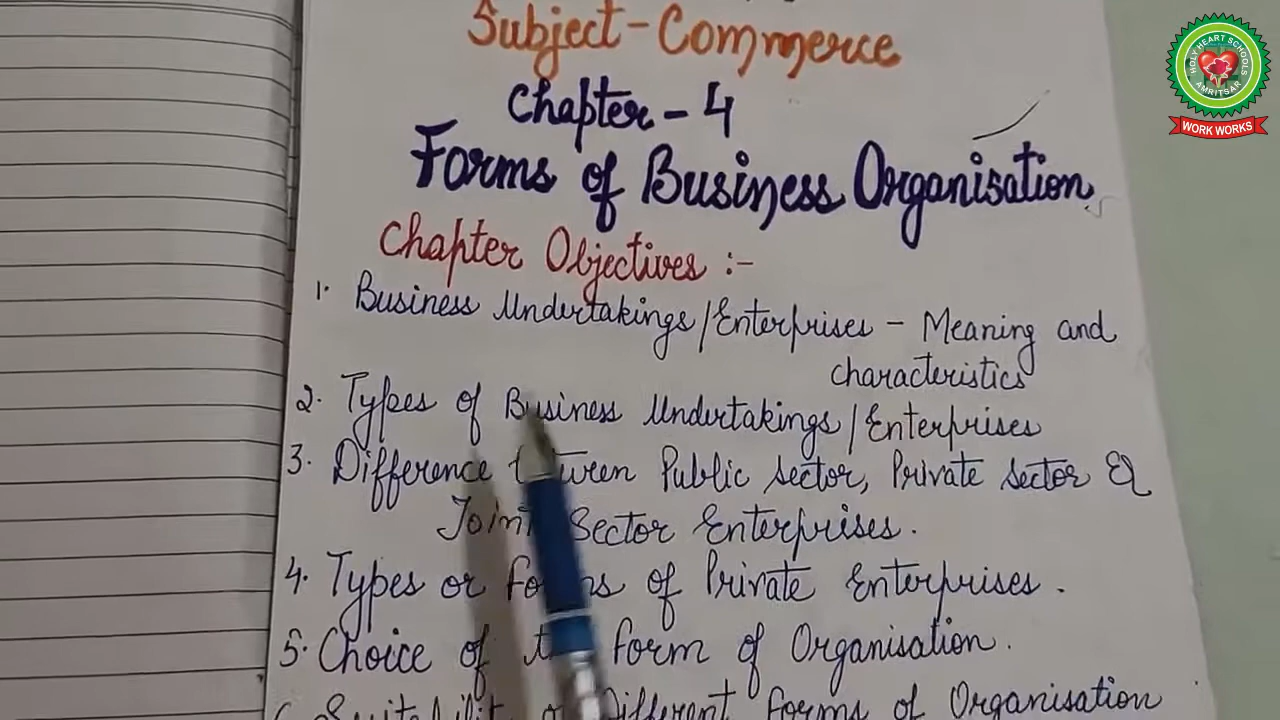 Subject-Commerce
Chapter-4
Forms of Business Organisation
Chapter Objectives :-
1. Business Undertakings/Enterprises - Meaning and
characteristics
2. Types of Business Undertakings/Enterprises
3. Difference between Public sector, Private sector &
Joint Sector Enterprises.
4. Types or forms of Private Enterprises.
5. Choice of the form of Organisation.
Different forms of Organisation
HOLY HEART SCHOOLS
AMRITSAR
WORK WORKS